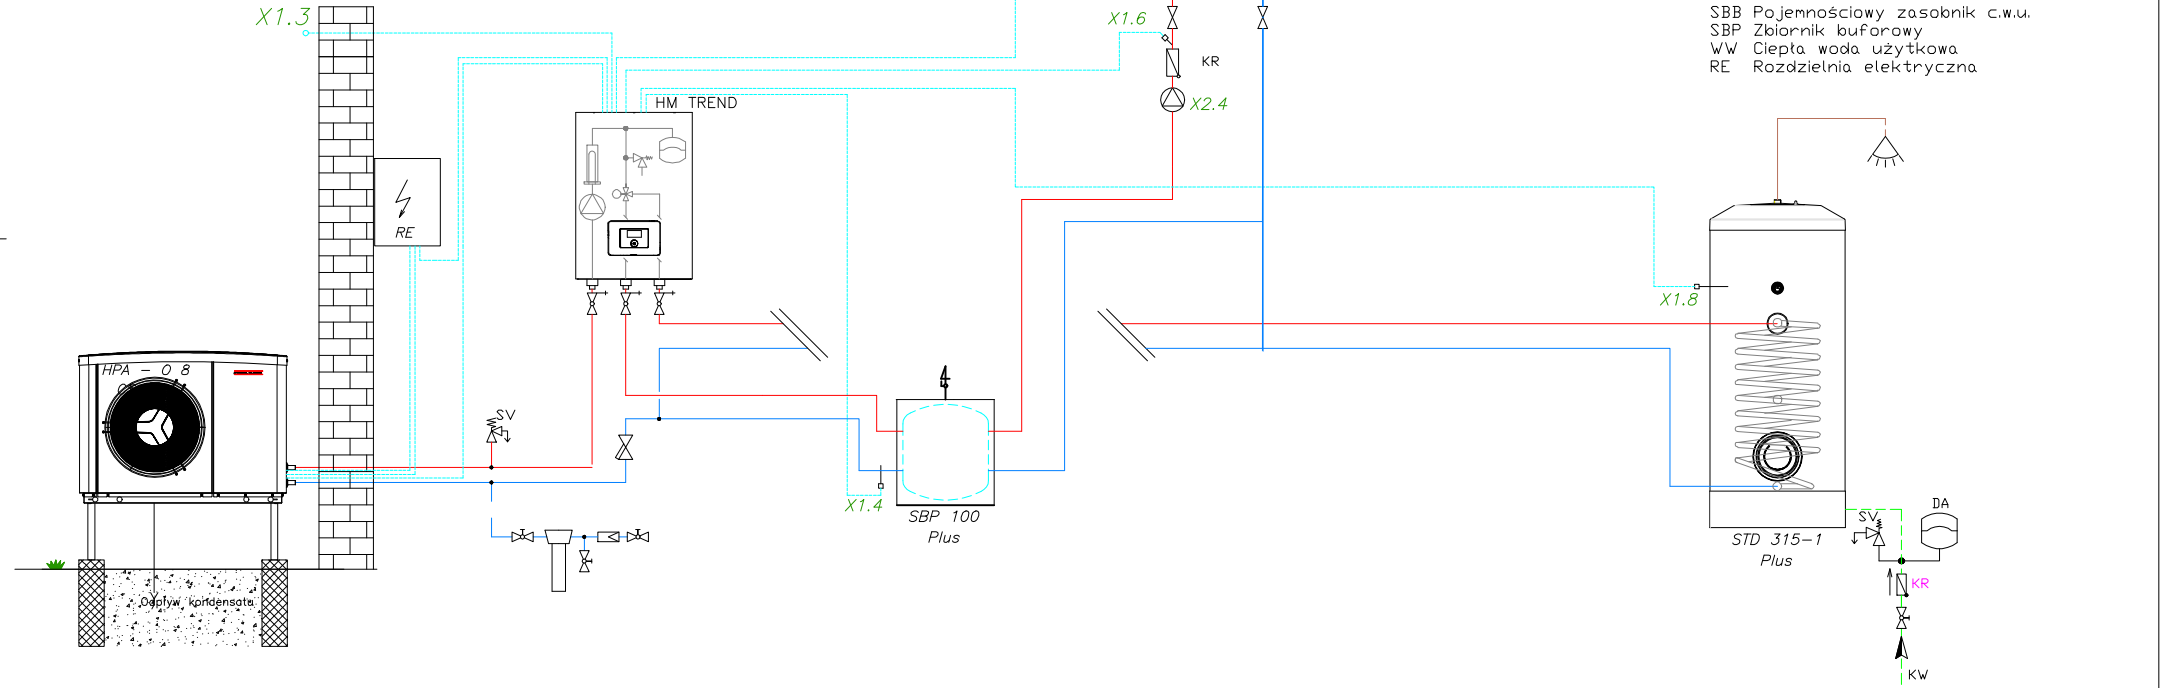 X1.3
X1.6
SBB Pojemnościowy zasobnik c.w.u.
SBP Zbiornik buforowy
WW Ciepła woda użytkowa
RE Rozdzielnia elektryczna
KR
HM TREND
X2.4
RE
X1.8
HPA - O 8
SV
X1.4
SBP 100
Plus
STD 315-1
Plus
SV
DA
KR
Odpływ kondensatu
KW